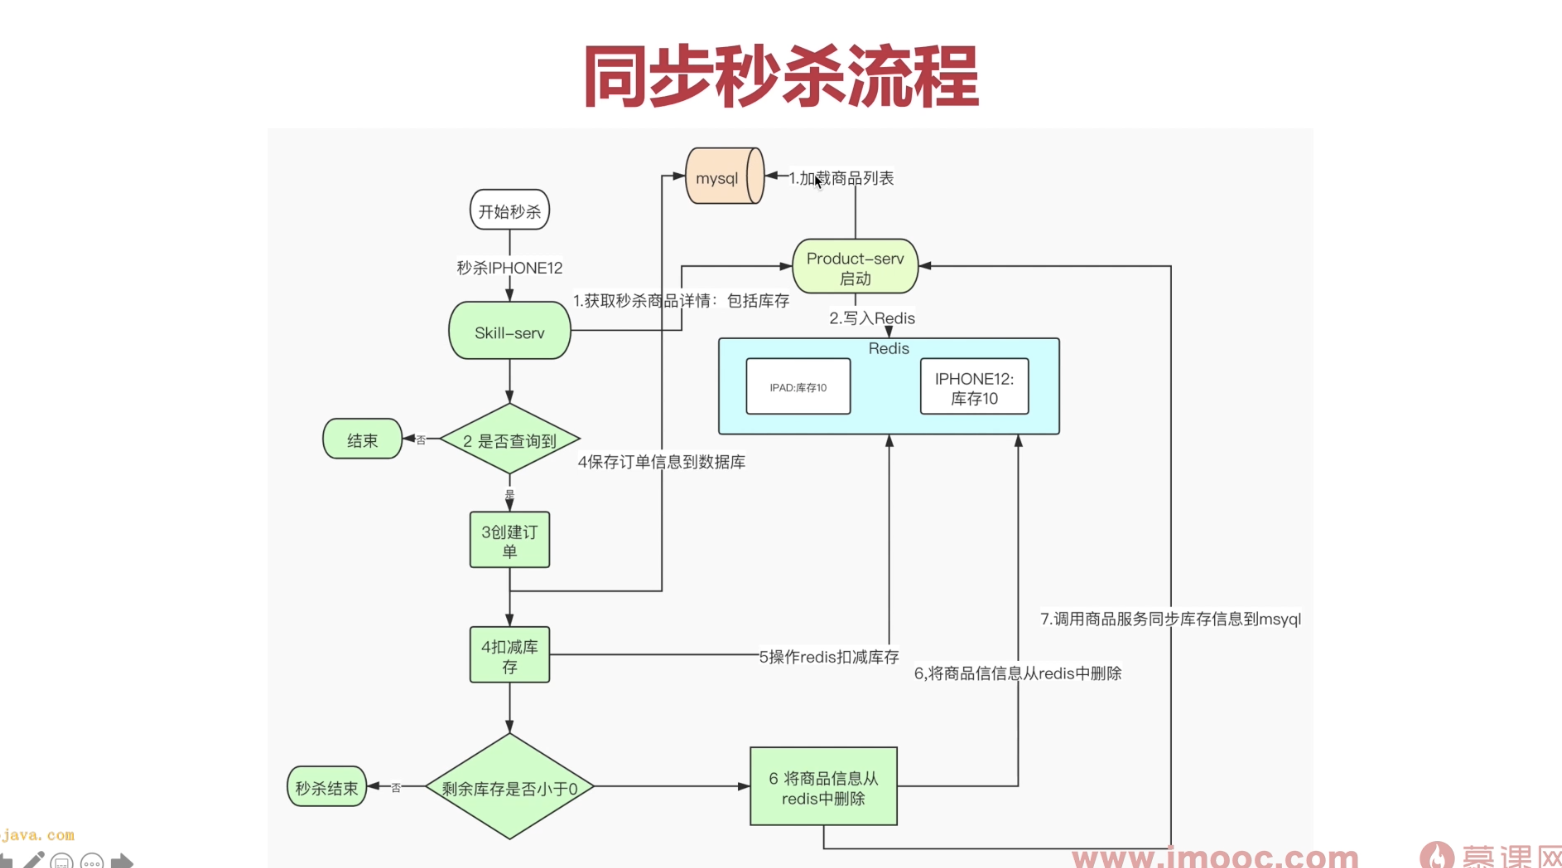 同步秒杀流程
mysql
1.加载商品列表
开始秒杀
秒杀IPHONE12
Product-serv
启动
1.获取秒杀商品详情：包括库存
2.写入Redis
Skill-serv
Redis
IPAD:库存10
IPHONE12:
库存10
结束
否
2 是否查询到
4保存订单信息到数据库
是
3创建订
单
7.调用商品服务同步库存信息到msyql
4扣减库
存
5操作redis扣减库存
6,将商品信信息从redis中删除
秒杀结束
否
剩余库存是否小于0
6 将商品信息从
redis中删除
java.com
www.imooc.com
慕课网